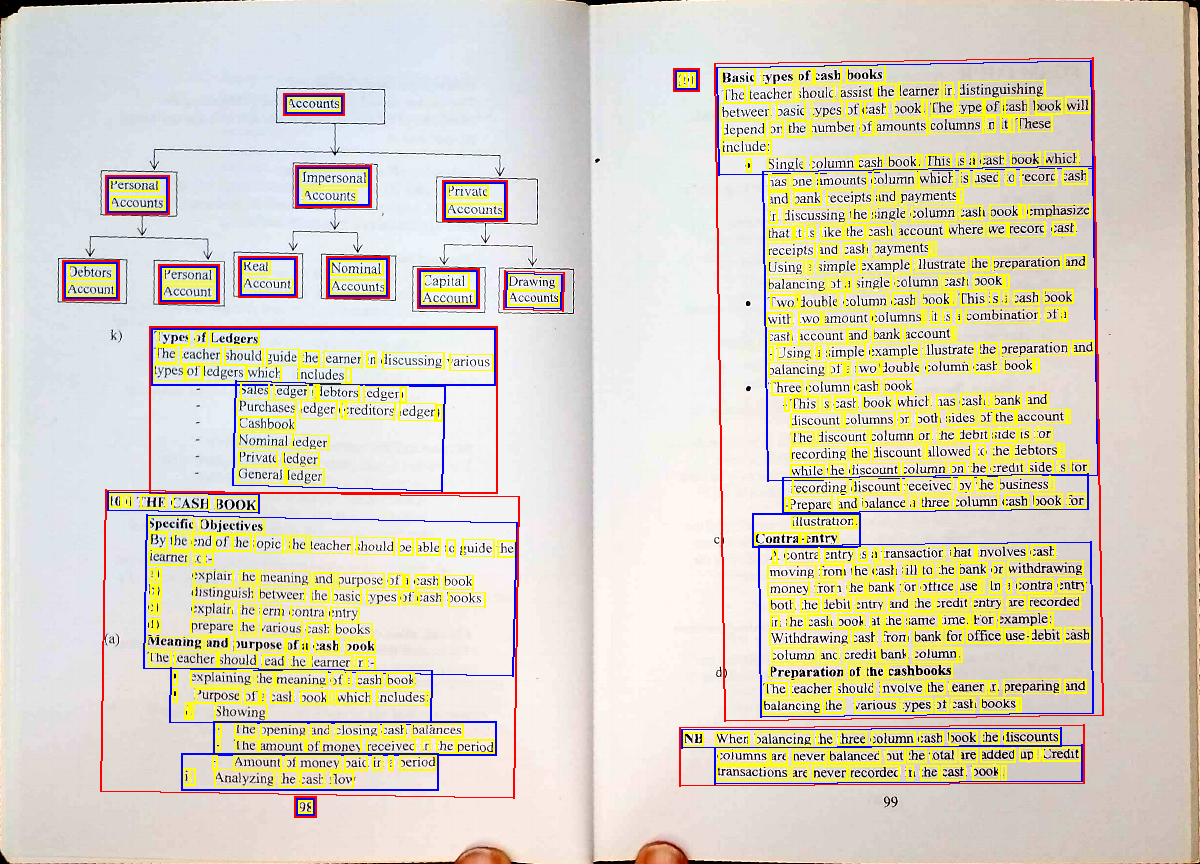 Accounts
Personal Accounts
Impersonal Accounts
Private Accounts
Debtors Account
Personal Account
Real Account
Nominal Accounts
Capital Account
Drawing Accounts
k) Types of Ledgers
The teacher should guide the learner in discussing various
types of ledgers which includes
- Sales ledger (debtors ledger)
- Purchases ledger (creditors ledger)
- Cashbook
- Nominal ledger
- Private ledger
- General ledger
THE CASH BOOK
Specific Objectives
By the end of the topic the teacher should be able to guide the
learner to :-
a) explain the meaning and purpose of a cash book
b) distinguish between the basic types of cash books
c) explain the term contra entry
d) prepare the various cash books
(a) Meaning and purpose of a cash book
The teacher should lead the learner in :-
• explaining the meaning of a cash book
• Purpose of a cash book, which includes;
i. Showing
- The opening and closing cash balances
- The amount of money received in the period
- Amount of money paid in a period
Analyzing the cash flow
98
(b) Basic types of cash books
The teacher should assist the learner in distinguishing
between basic types of cash book. The type of cash book will
depend on the number of amounts columns in it. These
include:
• Single column cash book. This is a cash book which
has one amounts column which is used to record cash
and bank receipts and payments
In discussing the single column cash book emphasize
that it is like the cash account where we record cash
receipts and cash payments
Using a simple example illustrate the preparation and
balancing of a single column cash book
• Two/double column cash book. This is a cash book
with two amount columns it is a combination of a
cash account and bank account
- Using a simple example illustrate the preparation and
balancing of a two/double column cash book
• Three column cash book
- This is cash book which has cash, bank and
discount columns on both sides of the account
The discount column on the debit side is for
recording the discount allowed to the debtors
while the discount column on the credit side is for
recording discount received by the business
- Prepare and balance a three column cash book for
illustration.
c) Contra-entry
A contra entry is a transaction that involves cash
moving from the cash till to the bank or withdrawing
money from the bank for office use. In a contra entry
both the debit entry and the credit entry are recorded
in the cash book at the same time. For example:
Withdrawing cash from bank for office use-debit cash
column and credit bank column.
d) Preparation of the cashbooks
The teacher should involve the leaner in preparing and
balancing the various types of cash books
NB When balancing the three column cash book the discounts
columns are never balanced but the total are added up. Credit
transactions are never recorded in the cash book
99